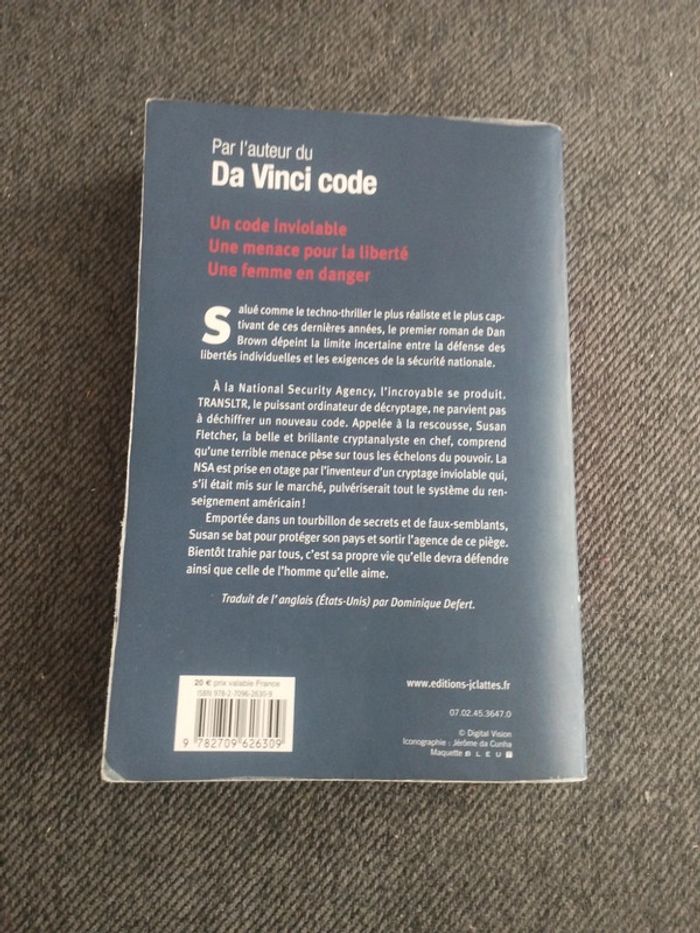 Par l'auteur du
Da Vinci code
Un code inviolable
Une menace pour la liberté
Une femme en danger
Salué comme le techno-thriller le plus réaliste et le plus cap-
tivant de ces dernières années, le premier roman de Dan
Brown dépeint la limite incertaine entre la défense des
libertés individuelles et les exigences de la sécurité nationale.
À la National Security Agency, l'incroyable se produit.
TRANSLTR, le puissant ordinateur de décryptage, ne parvient pas
à déchiffrer un nouveau code. Appelée à la rescousse, Susan
Fletcher, la belle et brillante cryptanalyste en chef, comprend
qu'une terrible menace pèse sur tous les échelons du pouvoir. La
NSA est prise en otage par l'inventeur d'un cryptage inviolable qui,
s'il était mis sur le marché, pulvériserait tout le système du ren-
seignement américain !
Emportée dans un tourbillon de secrets et de faux-semblants,
Susan se bat pour protéger son pays et sortir l'agence de ce piège.
Bientôt trahie par tous, c'est sa propre vie qu'elle devra défendre
ainsi que celle de l'homme qu'elle aime.
Traduit de l'anglais (États-Unis) par Dominique Defert.
20 € prix valable France
ISBN 978-2-7096-2630-9
9 782709 626309
www.editions-jclattes.fr
07.02.45.3647.0
© Digital Vision
Iconographie : Jérôme da Cunha
Maquette BLEU T